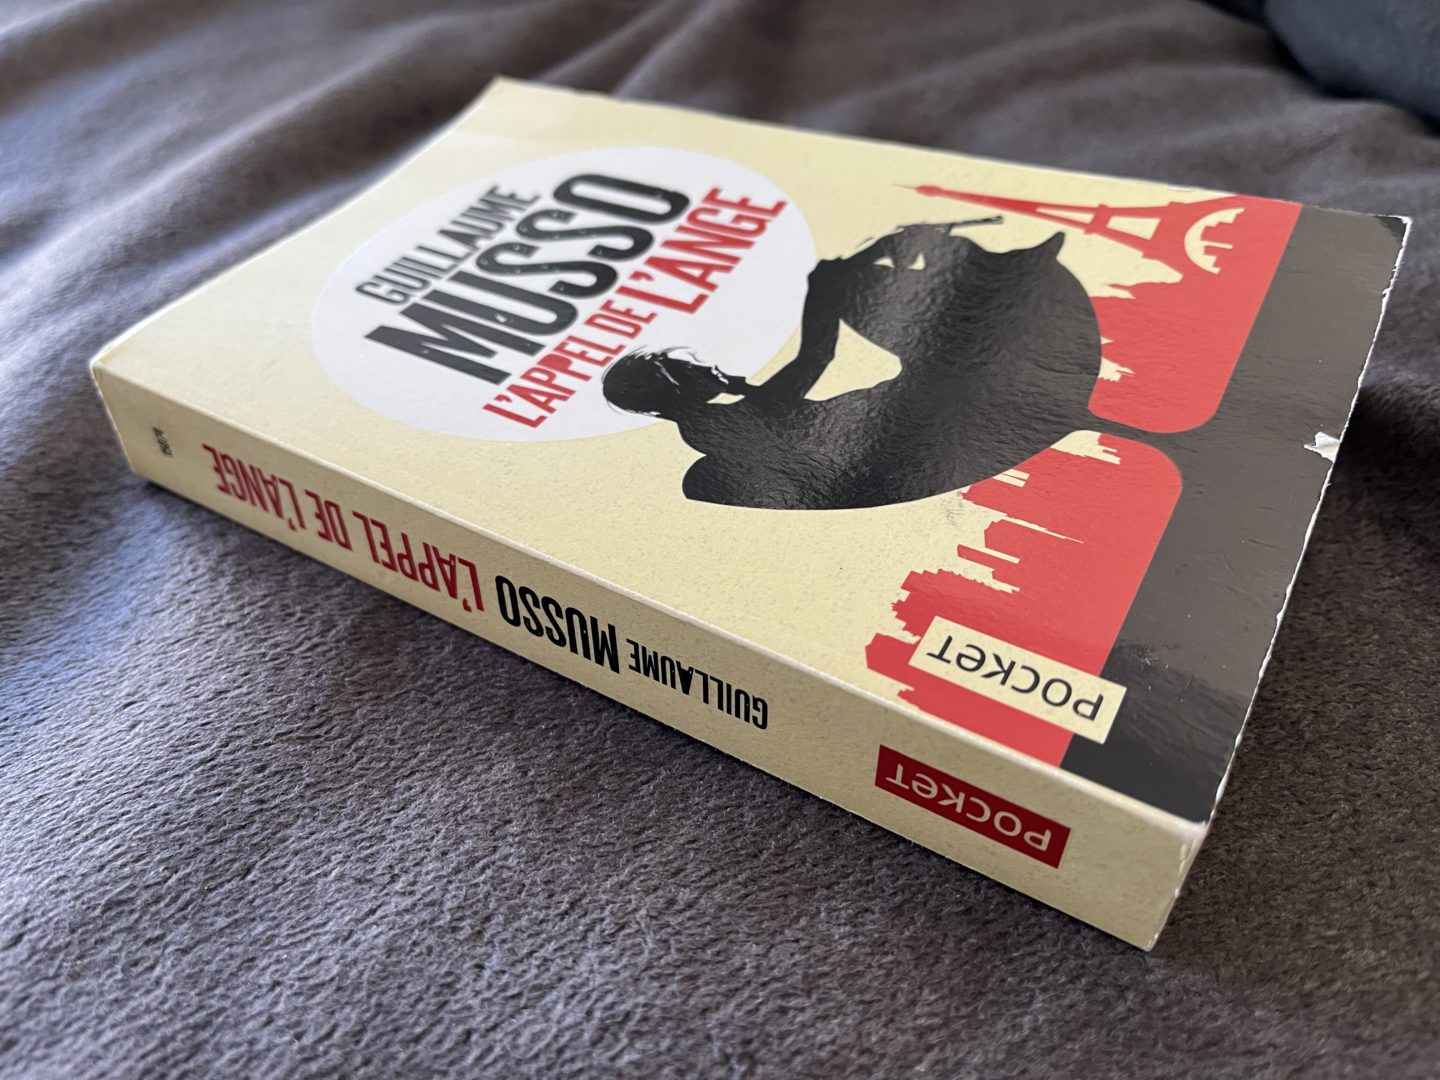 GUILLAUME
MUSSO
L'APPEL DE L'ANGE
POCKET
GUILLAUME MUSSO L'APPEL DE L'ANGE
POCKET